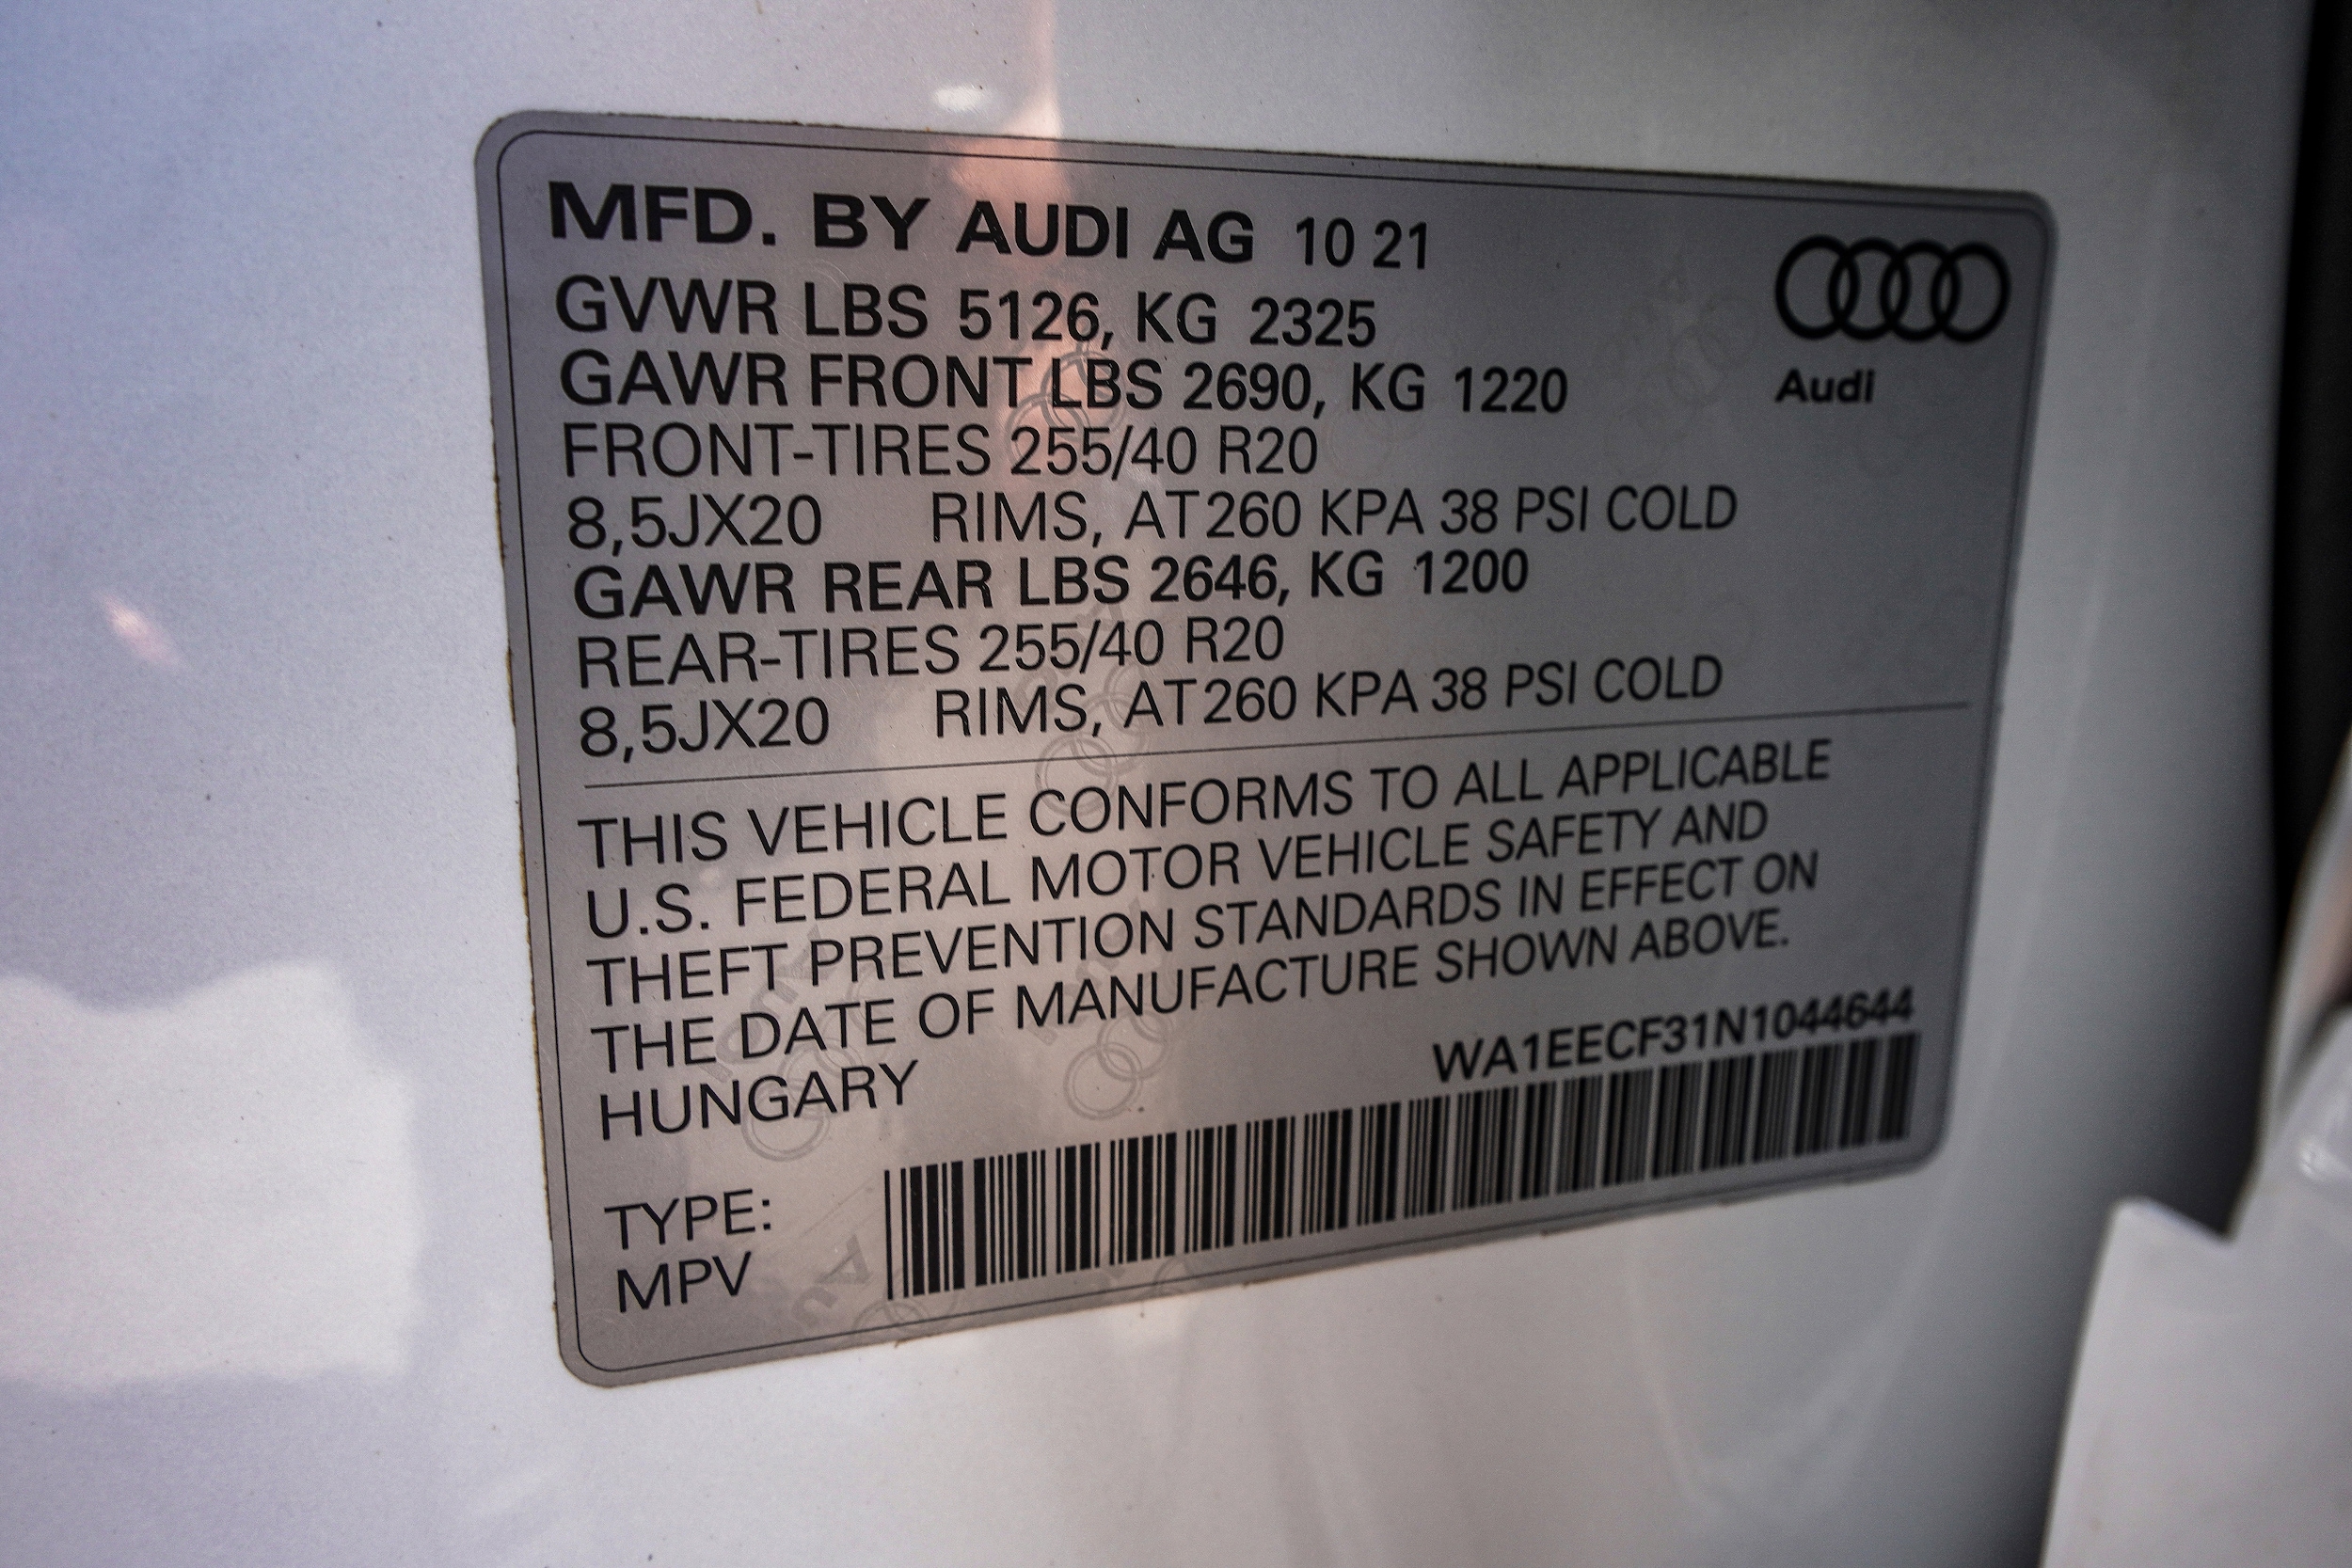 MFD. BY AUDI AG 10 21
GVWR LBS 5126, KG 2325
GAWR FRONT LBS 2690, KG 1220
Audi
FRONT-TIRES 255/40 R20
8,5JX20 RIMS, AT 260 KPA 38 PSI COLD
GAWR REAR LBS 2646, KG 1200
REAR-TIRES 255/40 R20
8,5JX20 RIMS, AT 260 KPA 38 PSI COLD
THIS VEHICLE CONFORMS TO ALL APPLICABLE
U.S. FEDERAL MOTOR VEHICLE SAFETY AND
THEFT PREVENTION STANDARDS IN EFFECT ON
THE DATE OF MANUFACTURE SHOWN ABOVE.
HUNGARY
WA1EECF31N1044644
TYPE:
MPV